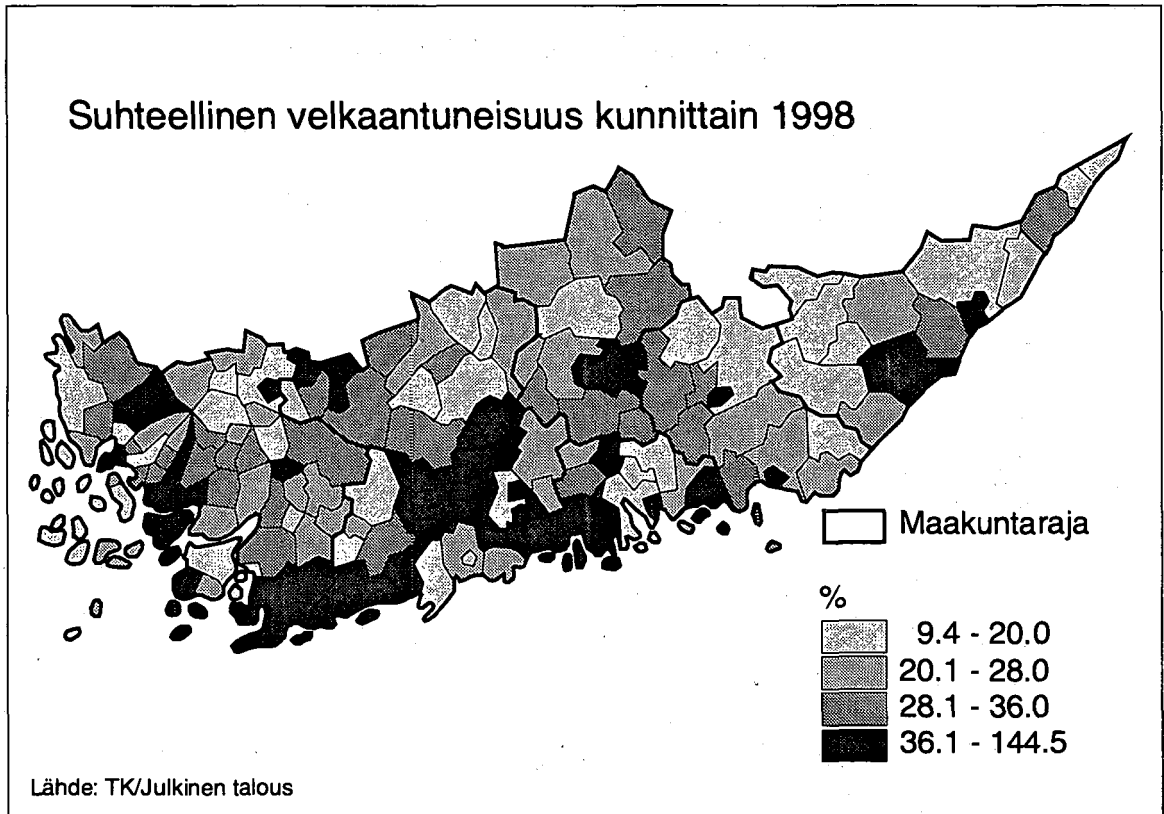 Suhteellinen velkaantuneisuus kunnittain 1998
Maakuntaraja
%
9.4 - 20.0
20.1 - 28.0
28.1 - 36.0
36.1 - 144.5
Lähde: TK/Julkinen talous